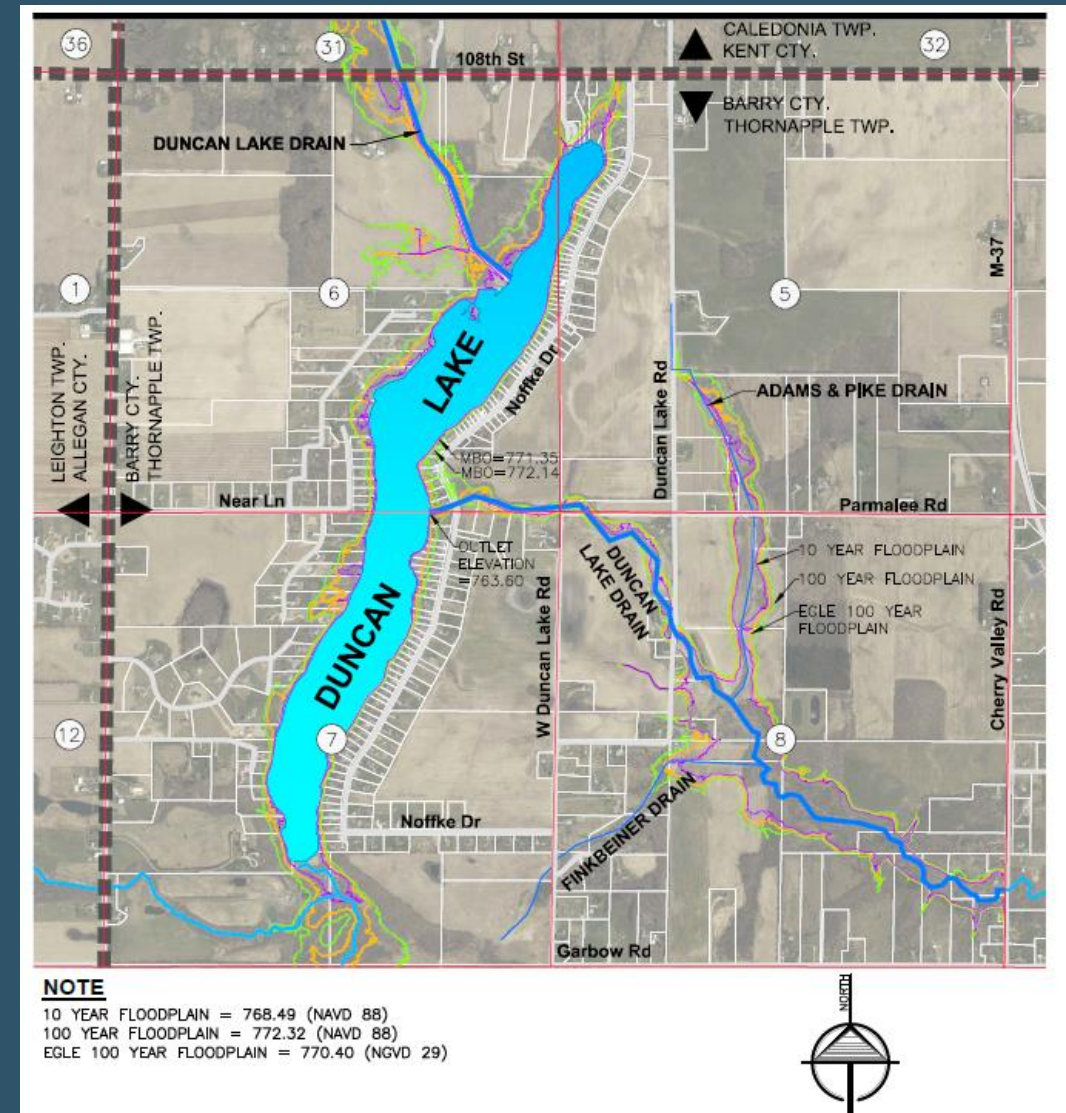 36
31
108th St
CALEDONIA TWP.
KENT CTY.
32
BARRY CTY.
THORNAPPLE TWP.
DUNCAN LAKE DRAIN
M-37
1
6
5
LEIGHTON TWP.
ALLEGAN CTY.
BARRY CTY.
THORNAPPLE TWP.
LAKE
Noffke Dr
Duncan Lake Rd
ADAMS & PIKE DRAIN
MBO=771.35
MBO=772.14
Near Ln
Parmalee Rd
OUTLET
ELEVATION
=763.60
DUNCAN
LAKE DRAIN
10 YEAR FLOODPLAIN
100 YEAR FLOODPLAIN
EGLE 100 YEAR
FLOODPLAIN
DUNCAN
W Duncan Lake Rd
Cherry Valley Rd
12
7
8
Noffke Dr
FINKBEINER DRAIN
Garbow Rd
NOTE
10 YEAR FLOODPLAIN = 768.49 (NAVD 88)
100 YEAR FLOODPLAIN = 772.32 (NAVD 88)
EGLE 100 YEAR FLOODPLAIN = 770.40 (NGVD 29)
NORTH